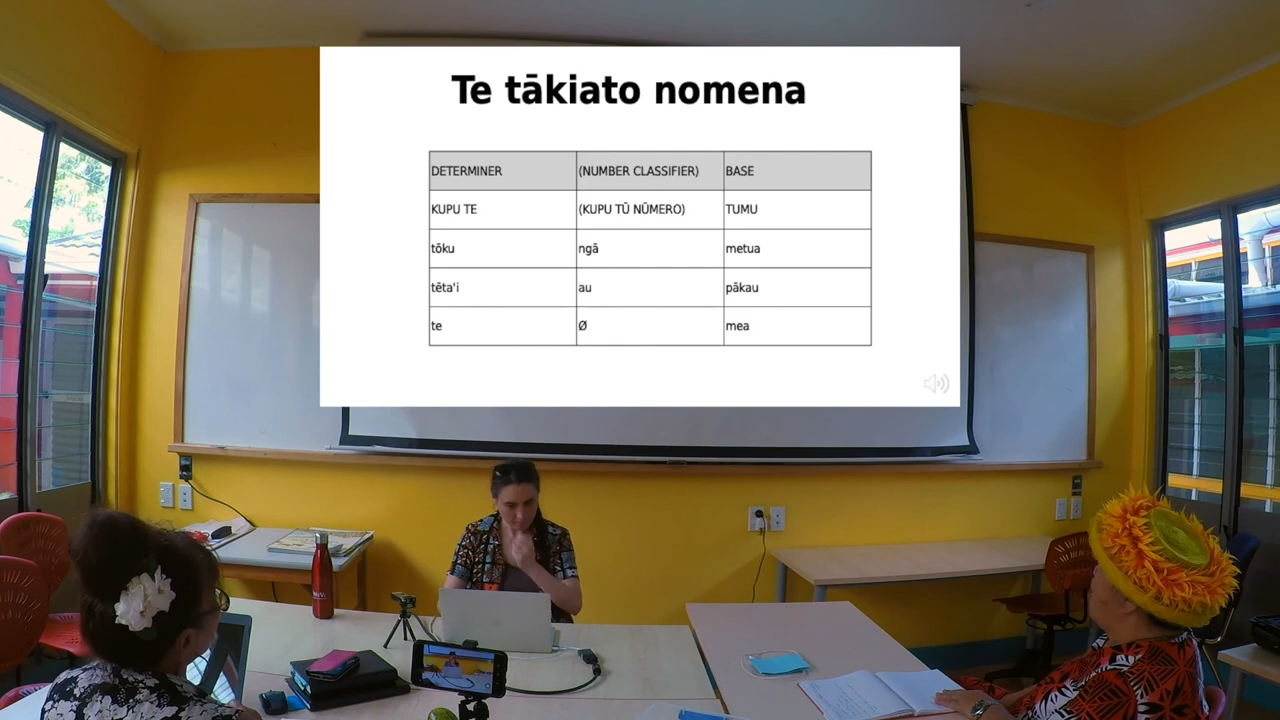 Te tākiato nomena
DETERMINER (NUMBER CLASSIFIER) BASE
KUPU TE (KUPU TŪ NŪMERO) TUMU
tōku ngā metua
tēta'i au pākau
te Ø mea